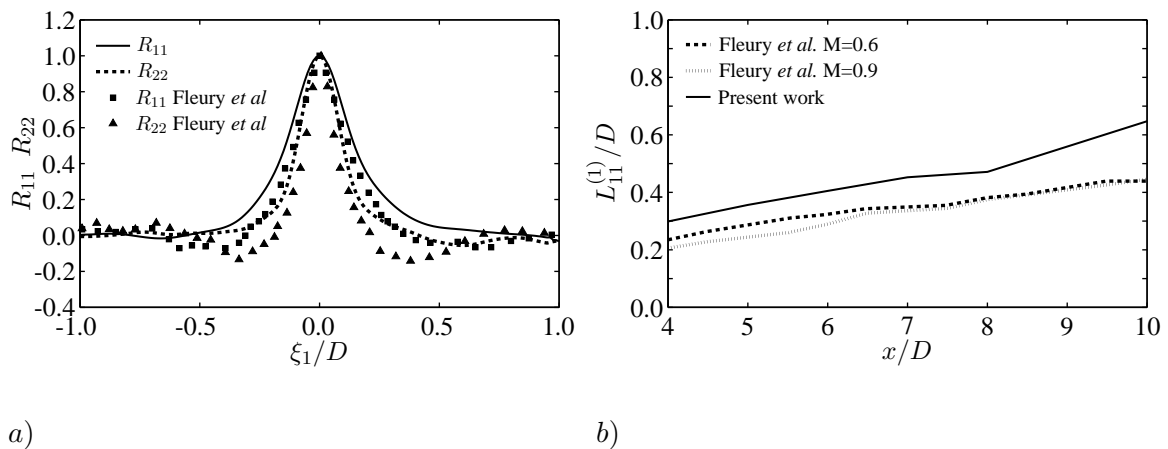 1.2
1.0
0.8
0.6
0.4
0.2
0.0
-0.2
-0.4
R11 R22
R11
R22
R11 Fleury et al
R22 Fleury et al
-1.0 -0.5 0.0 0.5 1.0
ξ1/D
a)
1.0
0.8
0.6
0.4
0.2
0.0
L11(1)/D
Fleury et al. M=0.6
Fleury et al. M=0.9
Present work
4 5 6 7 8 9 10
x/D
b)